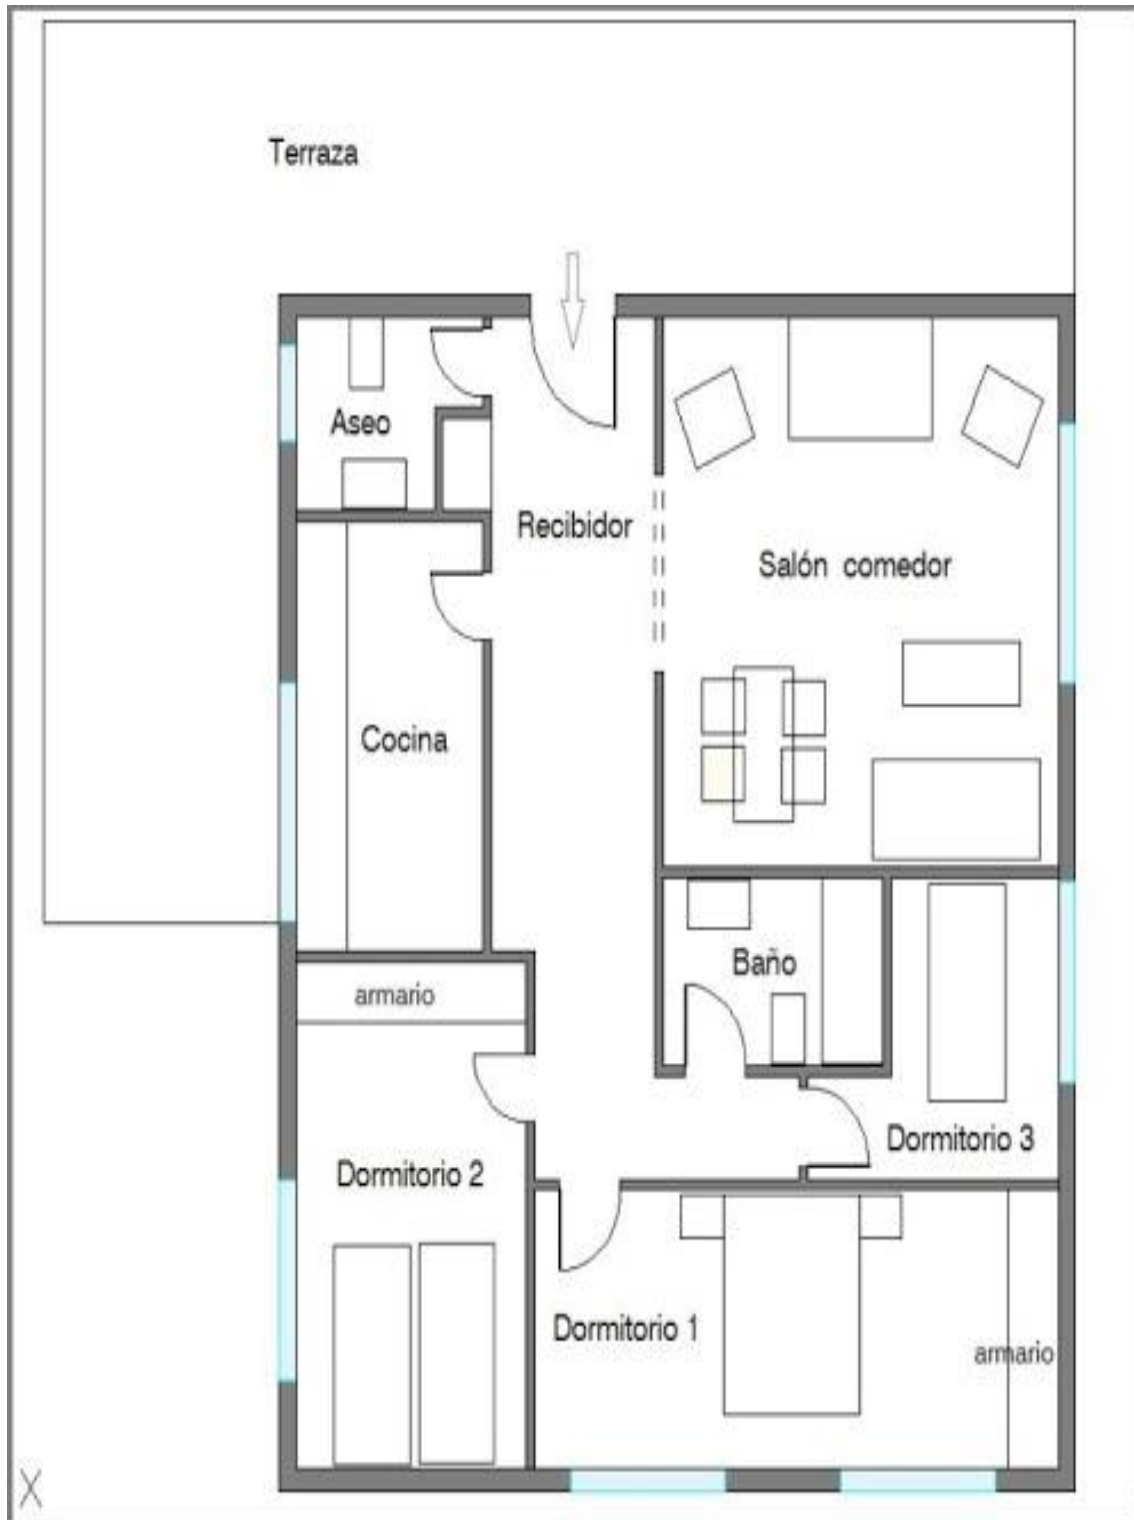 Terraza
Aseo
Recibidor
Salón comedor
Cocina
Baño
armario
Dormitorio 3
Dormitorio 2
Dormitorio 1
armario
X